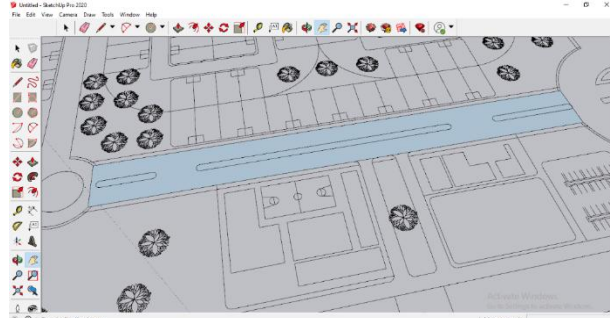 Untitled - SketchUp Pro 2020
File Edit View Camera Draw Tools Window Help
Activate Windows